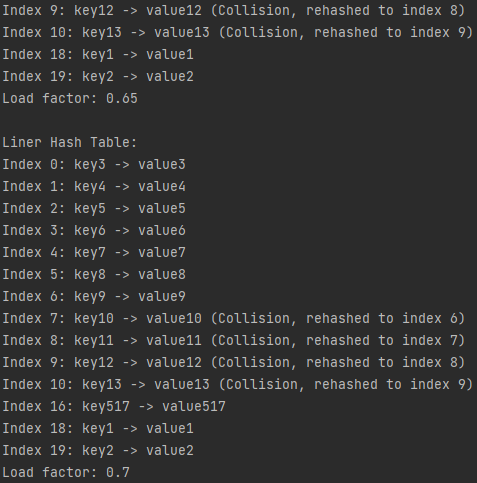 Index 9: key12 -> value12 (Collision, rehashed to index 8)
Index 10: key13 -> value13 (Collision, rehashed to index 9)
Index 18: key1 -> value1
Index 19: key2 -> value2
Load factor: 0.65
Liner Hash Table:
Index 0: key3 -> value3
Index 1: key4 -> value4
Index 2: key5 -> value5
Index 3: key6 -> value6
Index 4: key7 -> value7
Index 5: key8 -> value8
Index 6: key9 -> value9
Index 7: key10 -> value10 (Collision, rehashed to index 6)
Index 8: key11 -> value11 (Collision, rehashed to index 7)
Index 9: key12 -> value12 (Collision, rehashed to index 8)
Index 10: key13 -> value13 (Collision, rehashed to index 9)
Index 16: key517 -> value517
Index 18: key1 -> value1
Index 19: key2 -> value2
Load factor: 0.7